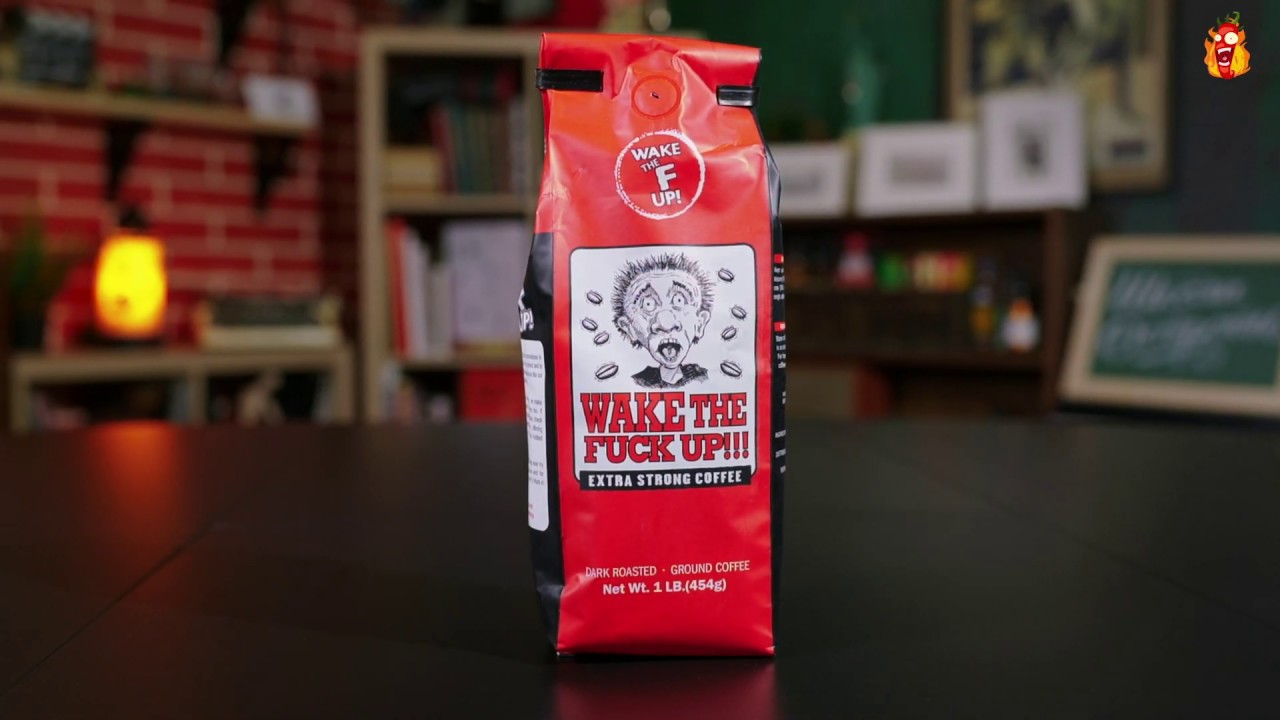 WAKE
THE
F
UP!
WAKE THE
FUCK UP!!!
EXTRA STRONG COFFEE
DARK ROASTED · GROUND COFFEE
Net Wt. 1 LB.(454g)
UP!